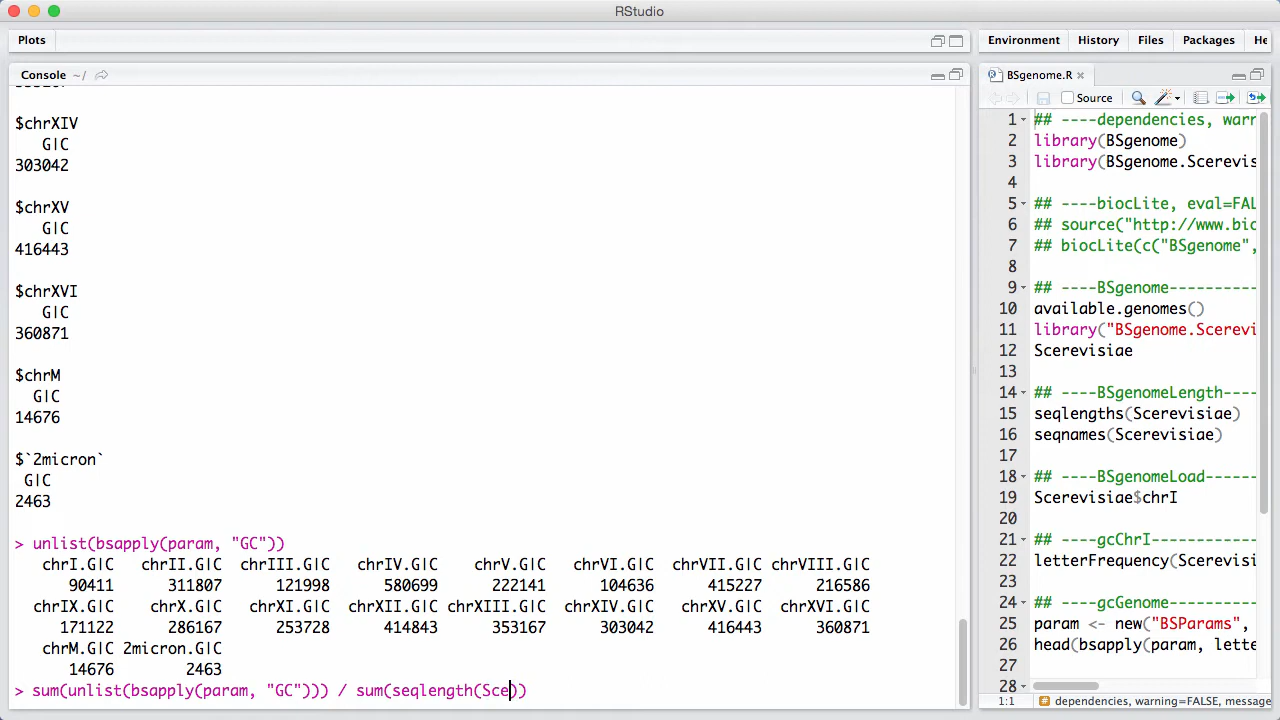 RStudio
Plots
Environment History Files Packages He
Console ~/
BSgenome.R
Source
$chrXIV
G|C
303042
$chrXV
G|C
416443
$chrXVI
G|C
360871
$chrM
G|C
14676
$`2micron`
G|C
2463
> unlist(bsapply(param, "GC"))
chrI.G|C chrII.G|C chrIII.G|C chrIV.G|C chrV.G|C chrVI.G|C chrVII.G|C chrVIII.G|C
90411 311807 121998 580699 222141 104636 415227 216586
chrIX.G|C chrX.G|C chrXI.G|C chrXII.G|C chrXIII.G|C chrXIV.G|C chrXV.G|C chrXVI.G|C
171122 286167 253728 414843 353167 303042 416443 360871
chrM.G|C 2micron.G|C
14676 2463
> sum(unlist(bsapply(param, "GC"))) / sum(seqlength(Sce))
1 ## ----dependencies, warr
2 library(BSgenome)
3 library(BSgenome.Scerevis
4
5 ## ----biocLite, eval=FAL
6 ## source("http://www.bio
7 ## biocLite(c("BSgenome",
8
9 ## ----BSgenome-----------
10 available.genomes()
11 library("BSgenome.Scerevi
12 Scerevisiae
13
14 ## ----BSgenomeLength-----
15 seqlengths(Scerevisiae)
16 seqnames(Scerevisiae)
17
18 ## ----BSgenomeLoad-------
19 Scerevisiae$chrI
20
21 ## ----gcChrI-------------
22 letterFrequency(Scerevisi
23
24 ## ----gcGenome-----------
25 param <- new("BSParams",
26 head(bsapply(param, lette
27
28
1:1 # dependencies, warning=FALSE, message